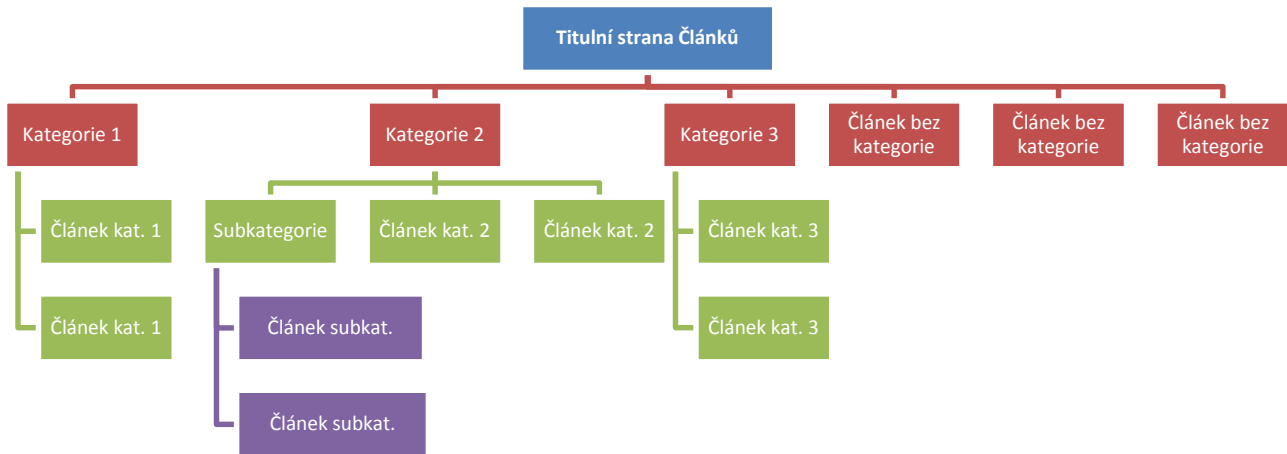 Titulní strana Článků
Kategorie 1
Kategorie 2
Kategorie 3
Článek bez
kategorie
Článek bez
kategorie
Článek bez
kategorie
Článek kat. 1
Subkategorie
Článek kat. 2
Článek kat. 2
Článek kat. 3
Článek kat. 1
Článek subkat.
Článek kat. 3
Článek subkat.